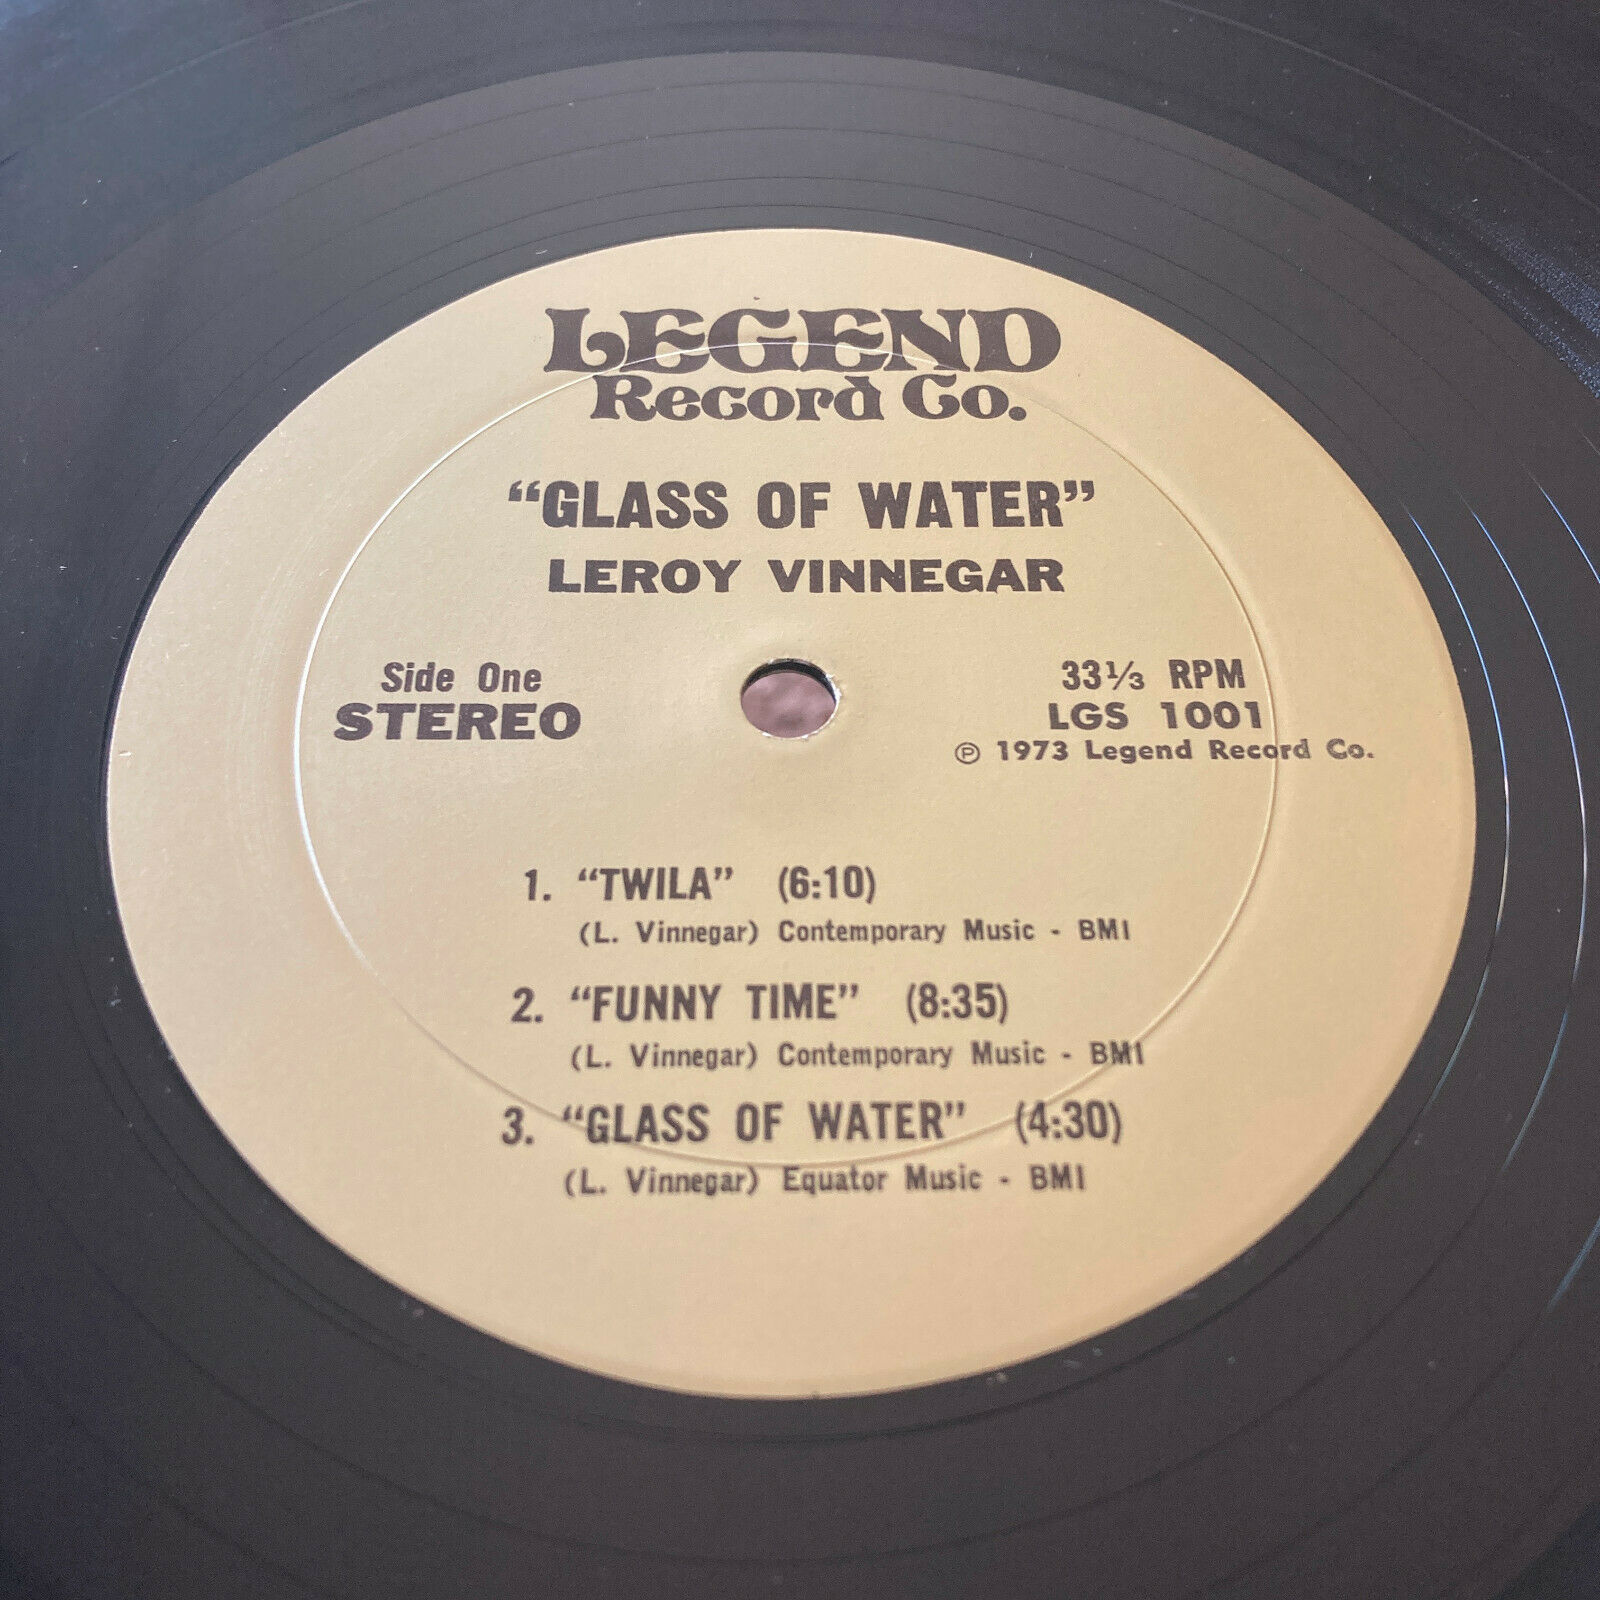 LEGEND
Record Co.
“GLASS OF WATER”
LEROY VINNEGAR
Side One
STEREO
33⅓ RPM
LGS 1001
℗ 1973 Legend Record Co.
1. “TWILA” (6:10)
(L. Vinnegar) Contemporary Music - BMI
2. “FUNNY TIME” (8:35)
(L. Vinnegar) Contemporary Music - BMI
3. “GLASS OF WATER” (4:30)
(L. Vinnegar) Equator Music - BMI